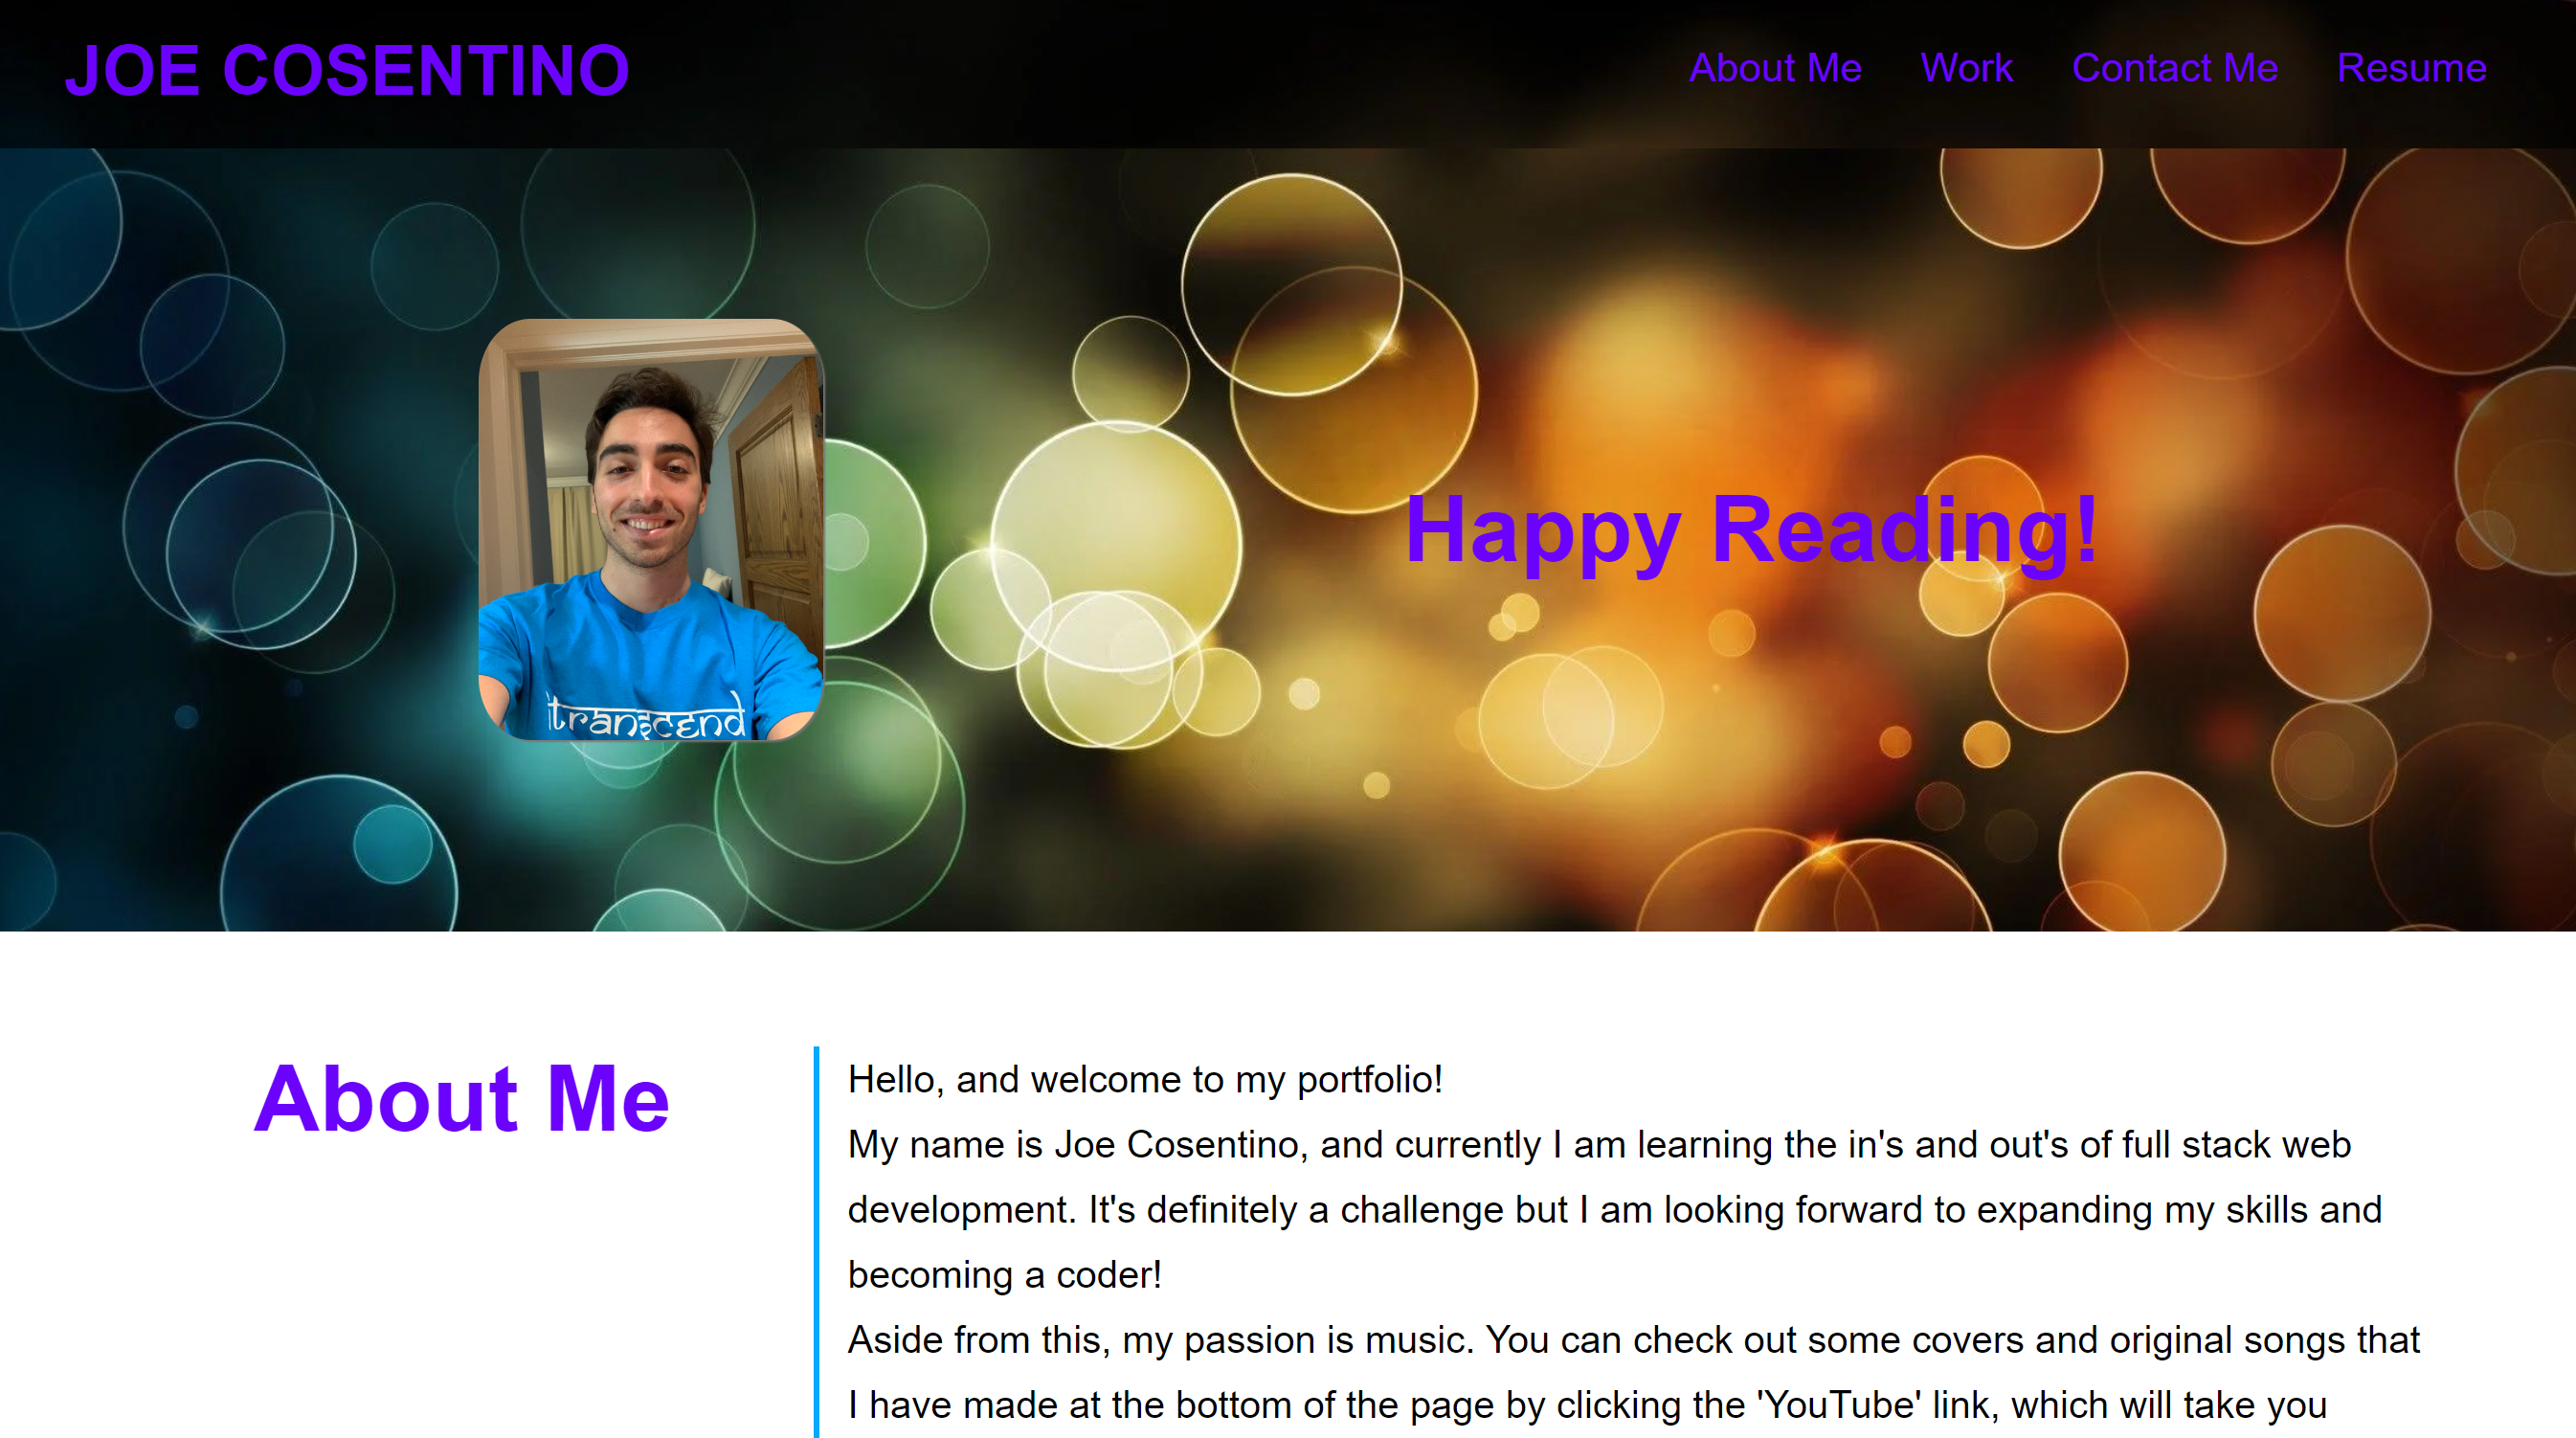 JOE COSENTINO
About Me Work Contact Me Resume
Happy Reading!
itranscend
About Me
Hello, and welcome to my portfolio!
My name is Joe Cosentino, and currently I am learning the in's and out's of full stack web
development. It's definitely a challenge but I am looking forward to expanding my skills and
becoming a coder!
Aside from this, my passion is music. You can check out some covers and original songs that
I have made at the bottom of the page by clicking the 'YouTube' link, which will take you